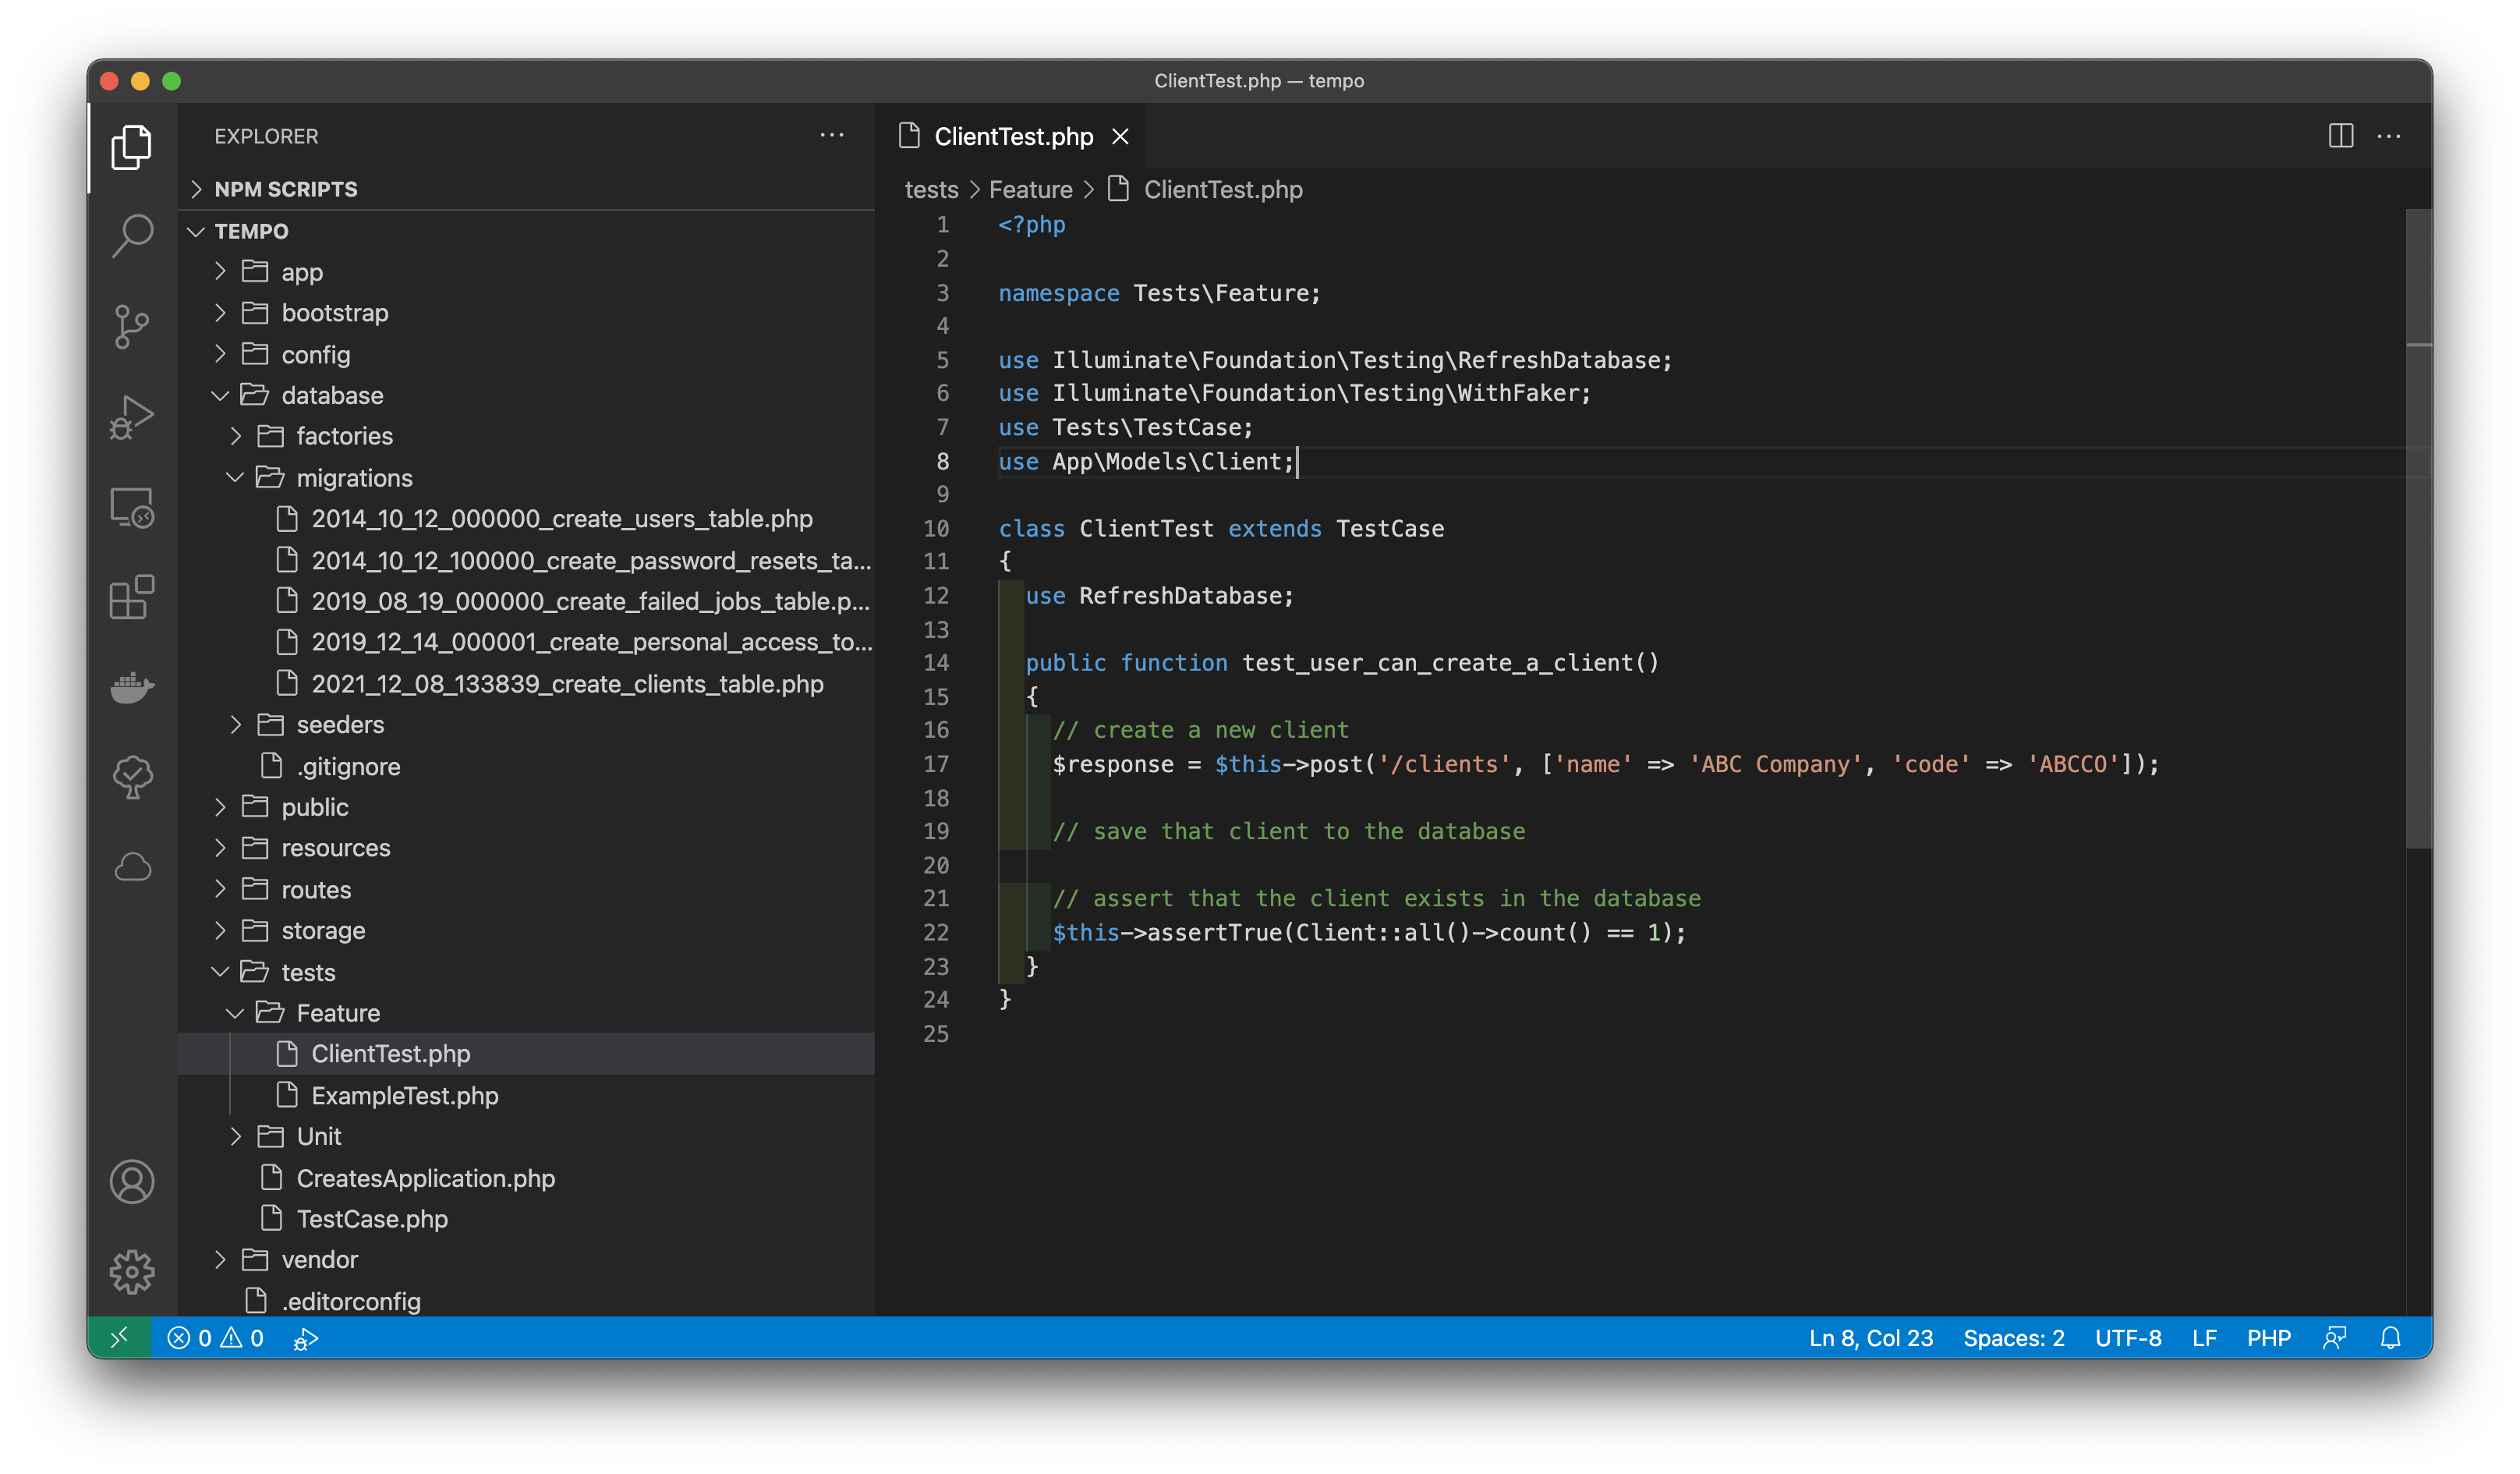 ClientTest.php — tempo
EXPLORER
NPM SCRIPTS
TEMPO
app
bootstrap
config
database
factories
migrations
2014_10_12_000000_create_users_table.php
2014_10_12_100000_create_password_resets_ta...
2019_08_19_000000_create_failed_jobs_table.p...
2019_12_14_000001_create_personal_access_to...
2021_12_08_133839_create_clients_table.php
seeders
.gitignore
public
resources
routes
storage
tests
Feature
ClientTest.php
ExampleTest.php
Unit
CreatesApplication.php
TestCase.php
vendor
.editorconfig
ClientTest.php
tests > Feature > ClientTest.php
1 <?php
2
3 namespace Tests\Feature;
4
5 use Illuminate\Foundation\Testing\RefreshDatabase;
6 use Illuminate\Foundation\Testing\WithFaker;
7 use Tests\TestCase;
8 use App\Models\Client;
9
10 class ClientTest extends TestCase
11 {
12   use RefreshDatabase;
13
14   public function test_user_can_create_a_client()
15   {
16     // create a new client
17     $response = $this->post('/clients', ['name' => 'ABC Company', 'code' => 'ABCCO']);
18
19     // save that client to the database
20
21     // assert that the client exists in the database
22     $this->assertTrue(Client::all()->count() == 1);
23   }
24 }
25
0 0 Ln 8, Col 23 Spaces: 2 UTF-8 LF PHP